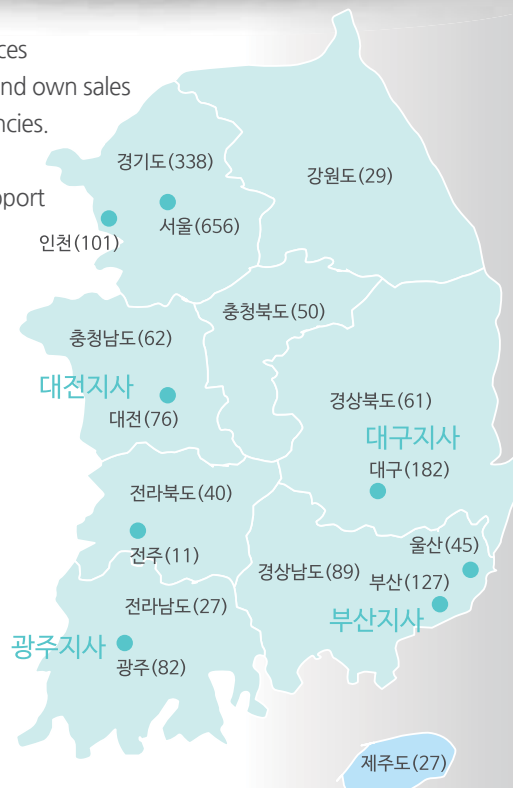 nd own sales
ncies.
경기도(338)
강원도(29)
서울(656)
인천(101)
충청북도(50)
충청남도(62)
대전지사
대전(76)
경상북도(61)
대구지사
대구(182)
전라북도(40)
전주(11)
울산(45)
경상남도(89)
부산(127)
부산지사
전라남도(27)
광주지사
광주(82)
제주도(27)